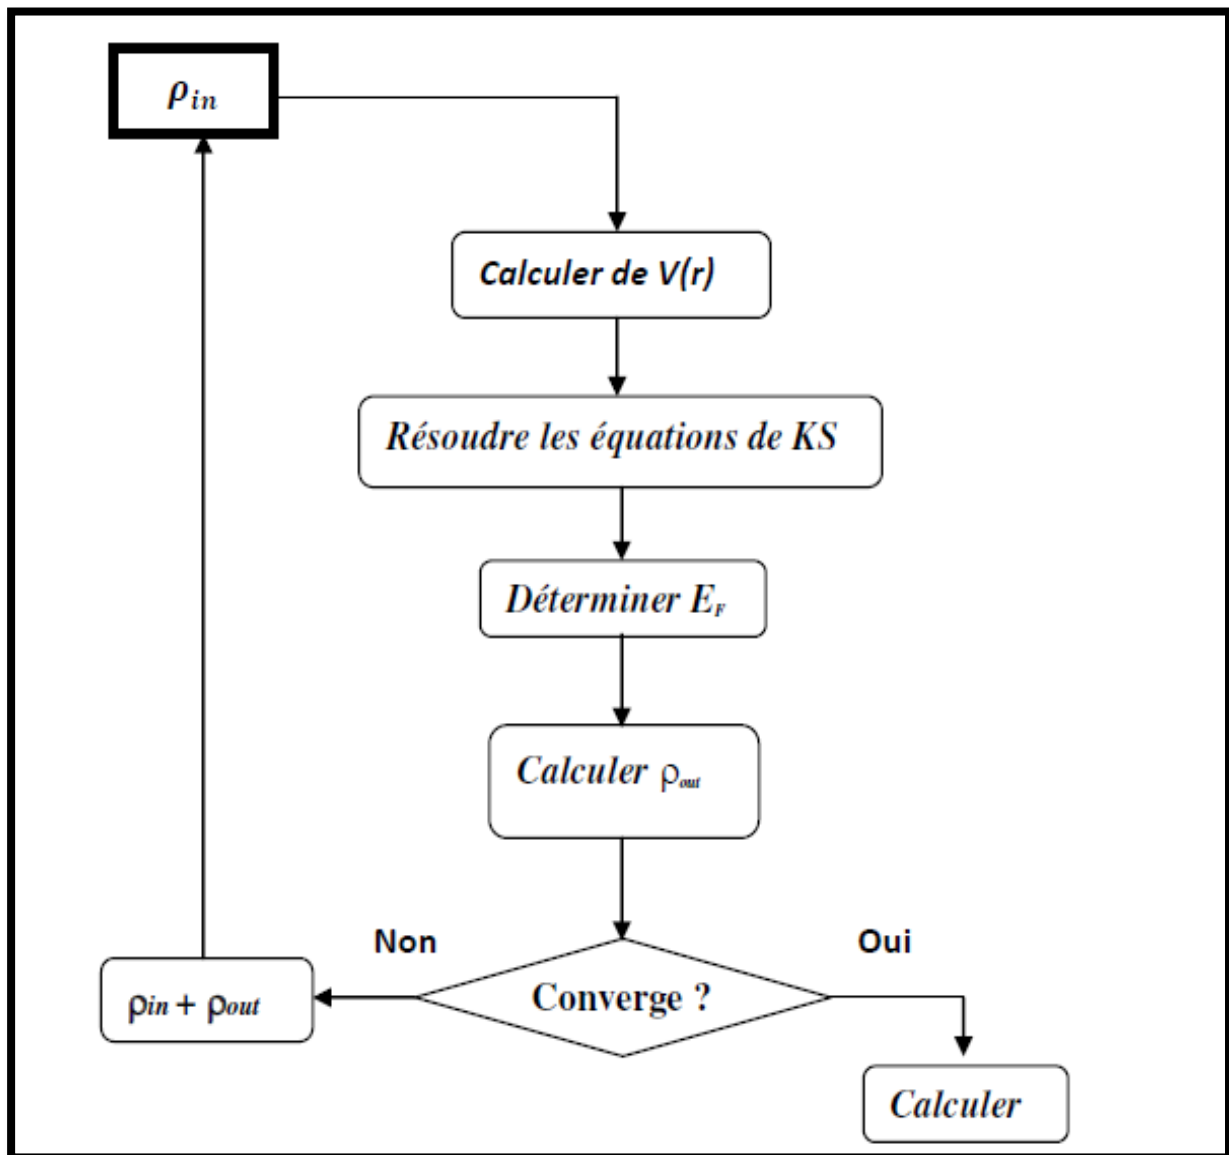 ρin
Calculer de V(r)
Résoudre les équations de KS
Déterminer EF
Calculer ρout
Non
Oui
ρin + ρout
Converge ?
Calculer